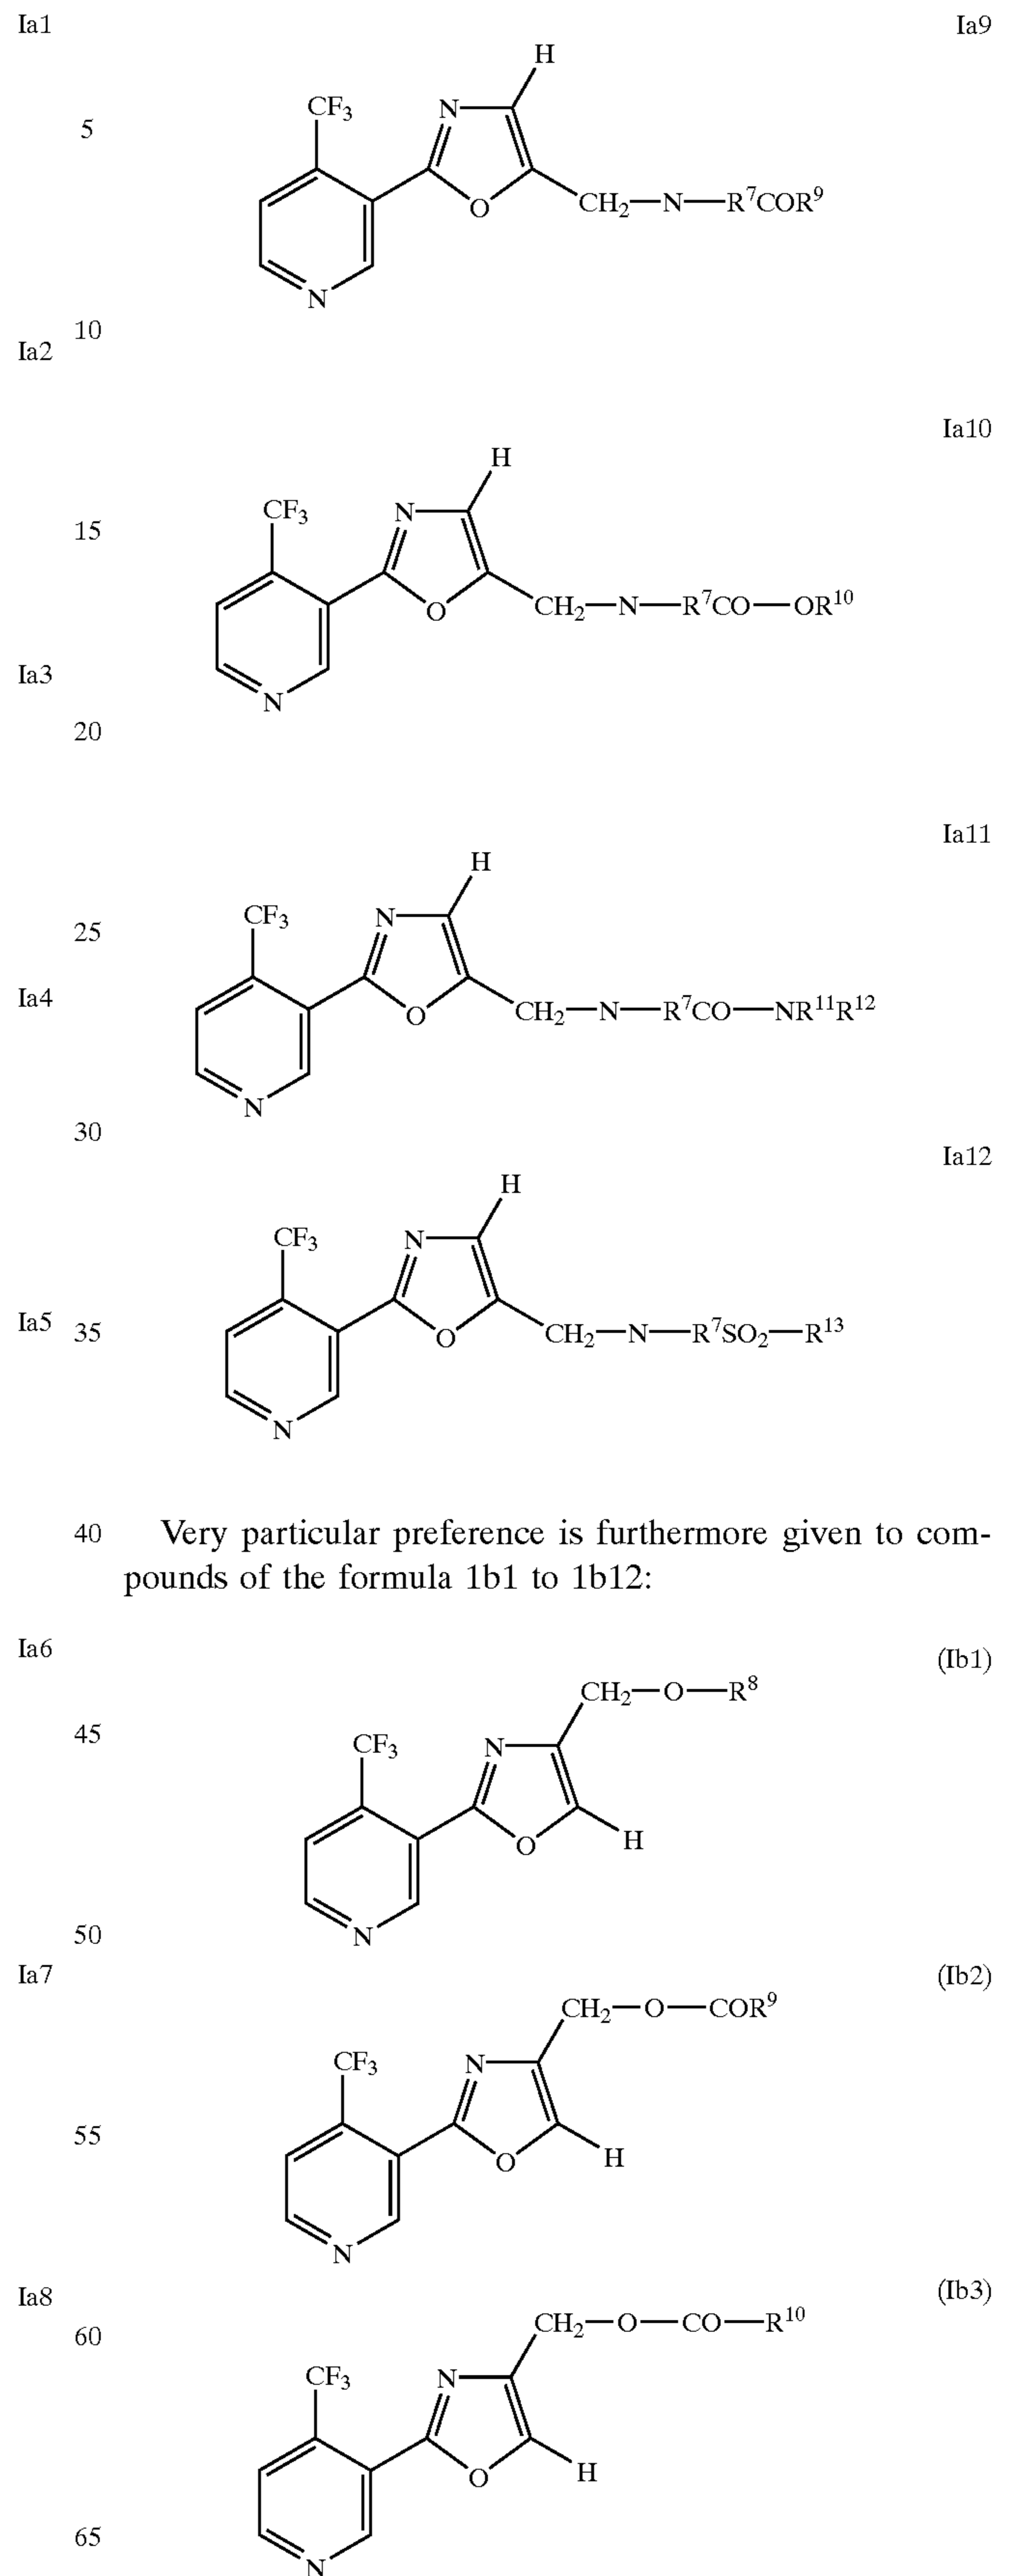 Ia1
Ia9
H
CF3
N
5
O
CH2—N—R7COR9
N
10
Ia2
Ia10
H
CF3
N
15
O
CH2—N—R7CO—OR10
Ia3
N
20
Ia11
H
CF3
N
25
Ia4
O
CH2—N—R7CO—NR11R12
N
30
Ia12
H
CF3
N
Ia5
35
O
CH2—N—R7SO2—R13
N
40 Very particular preference is furthermore given to com-
pounds of the formula 1b1 to 1b12:
Ia6
(Ib1)
CH2—O—R8
45
CF3
N
O
H
50
N
Ia7
(Ib2)
CH2—O—COR9
CF3
N
55
O
H
N
Ia8
(Ib3)
60
CH2—O—CO—R10
CF3
N
O
H
65
N